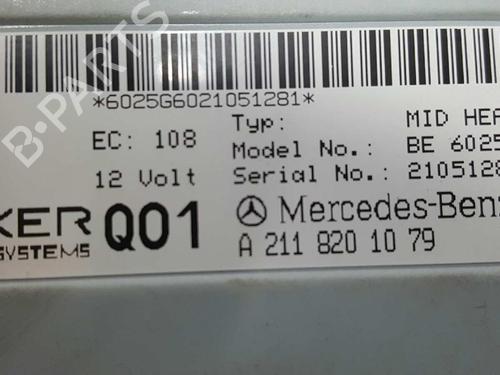 B-PARTS
*6025G6021051281*
EC: 108
12 Volt
Q01
SYSTEMS
Typ: MID HEA
Model No.: BE 6025
Serial No.: 2105128
Mercedes-Benz
A 211 820 10 79